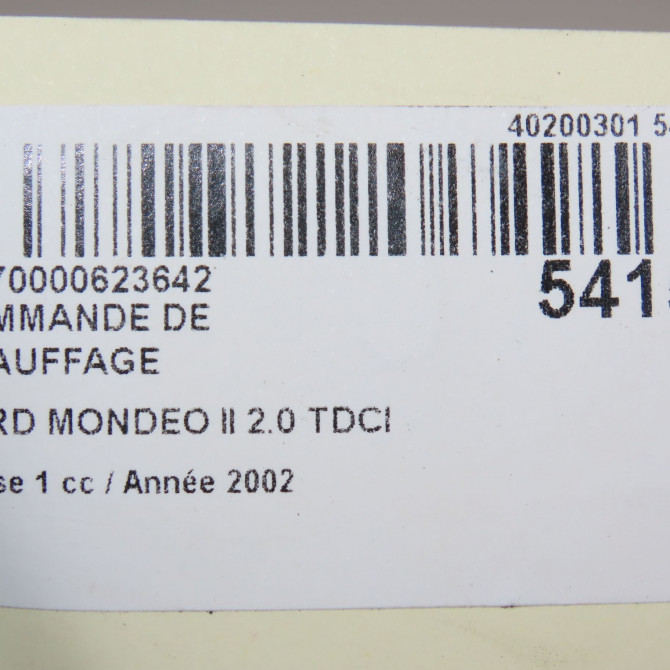 40200301 5
70000623642
541
MMANDE DE
AUFFAGE
RD MONDEO II 2.0 TDCI
se 1 cc / Année 2002